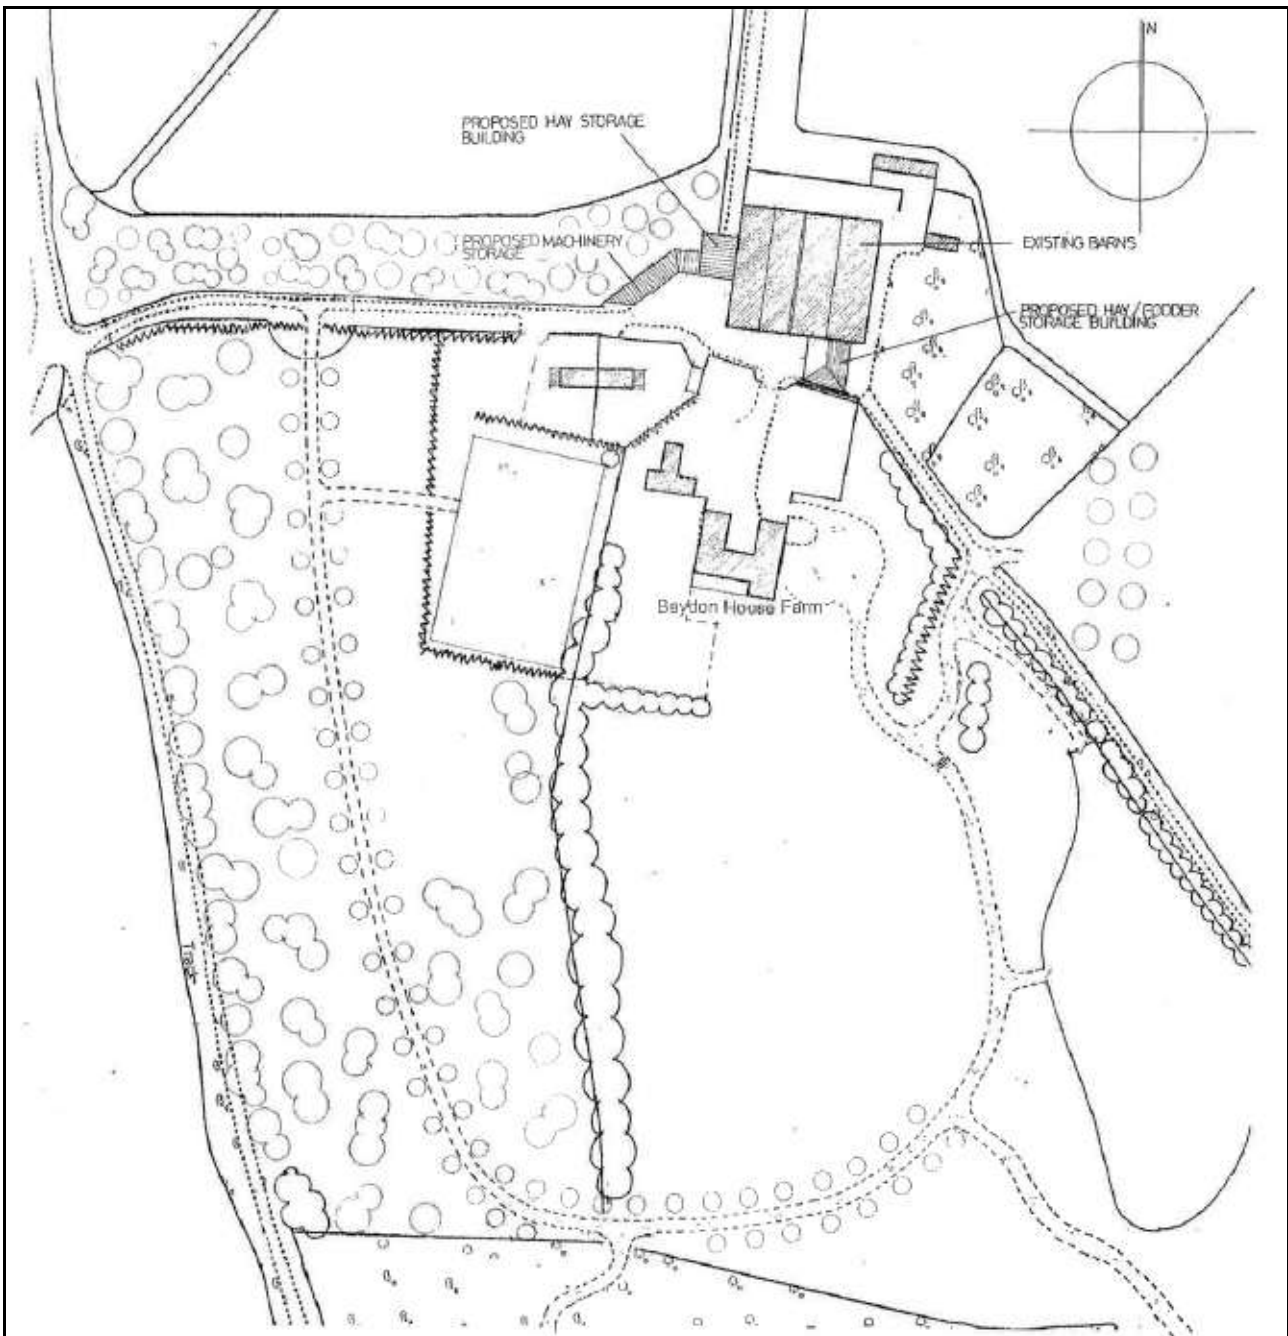 N
PROPOSED HAY STORAGE
BUILDING
PROPOSED MACHINERY
STORAGE
EXISTING BARNS
PROPOSED HAY/FODDER
STORAGE BUILDING
Baydon House Farm
Track